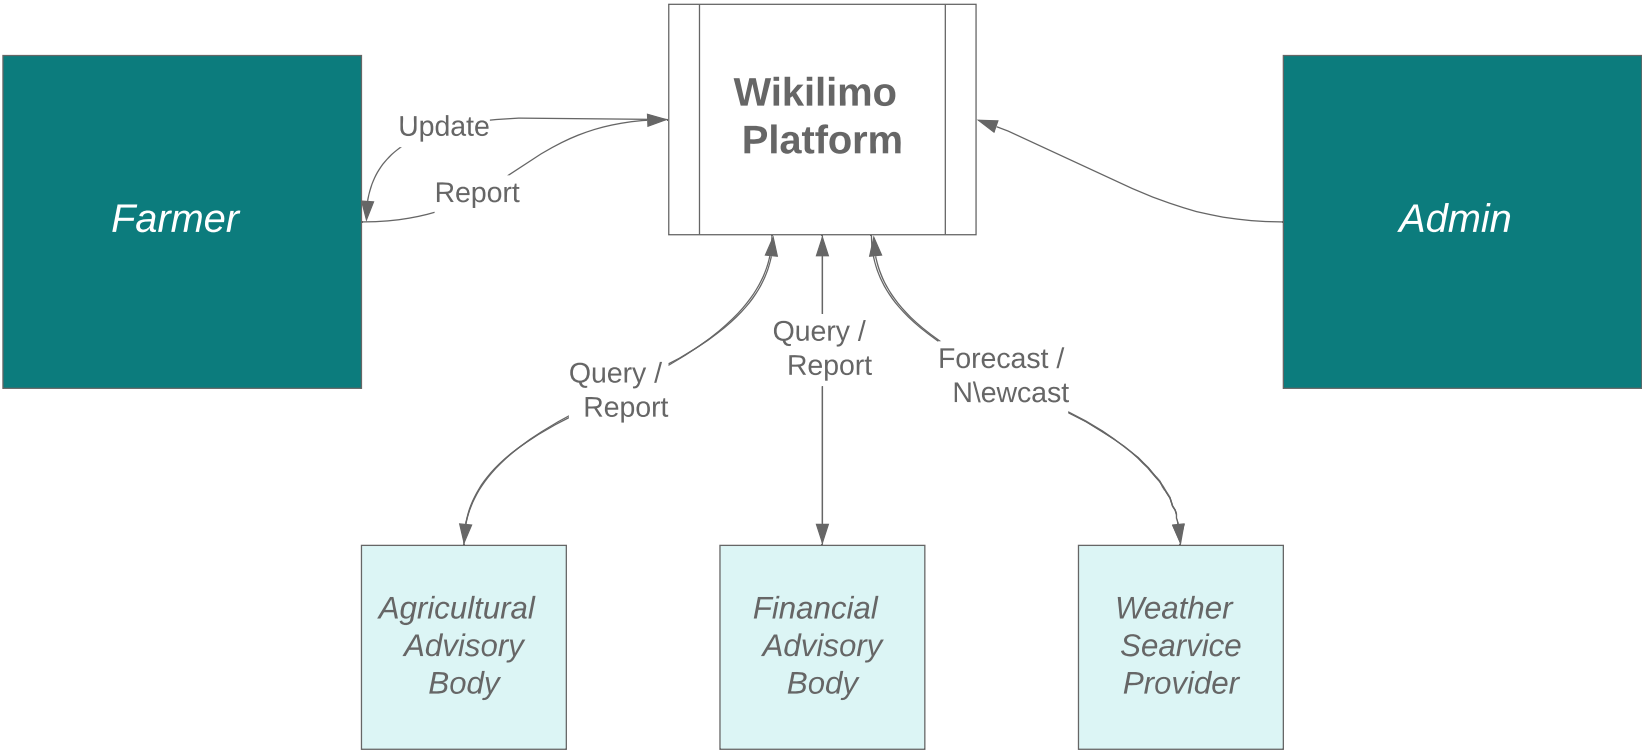 Wikilimo
Platform
Farmer
Update
Report
Admin
Query /
Report
Query /
Report
Forecast /
N\ewcast
Agricultural
Advisory
Body
Financial
Advisory
Body
Weather
Searvice
Provider